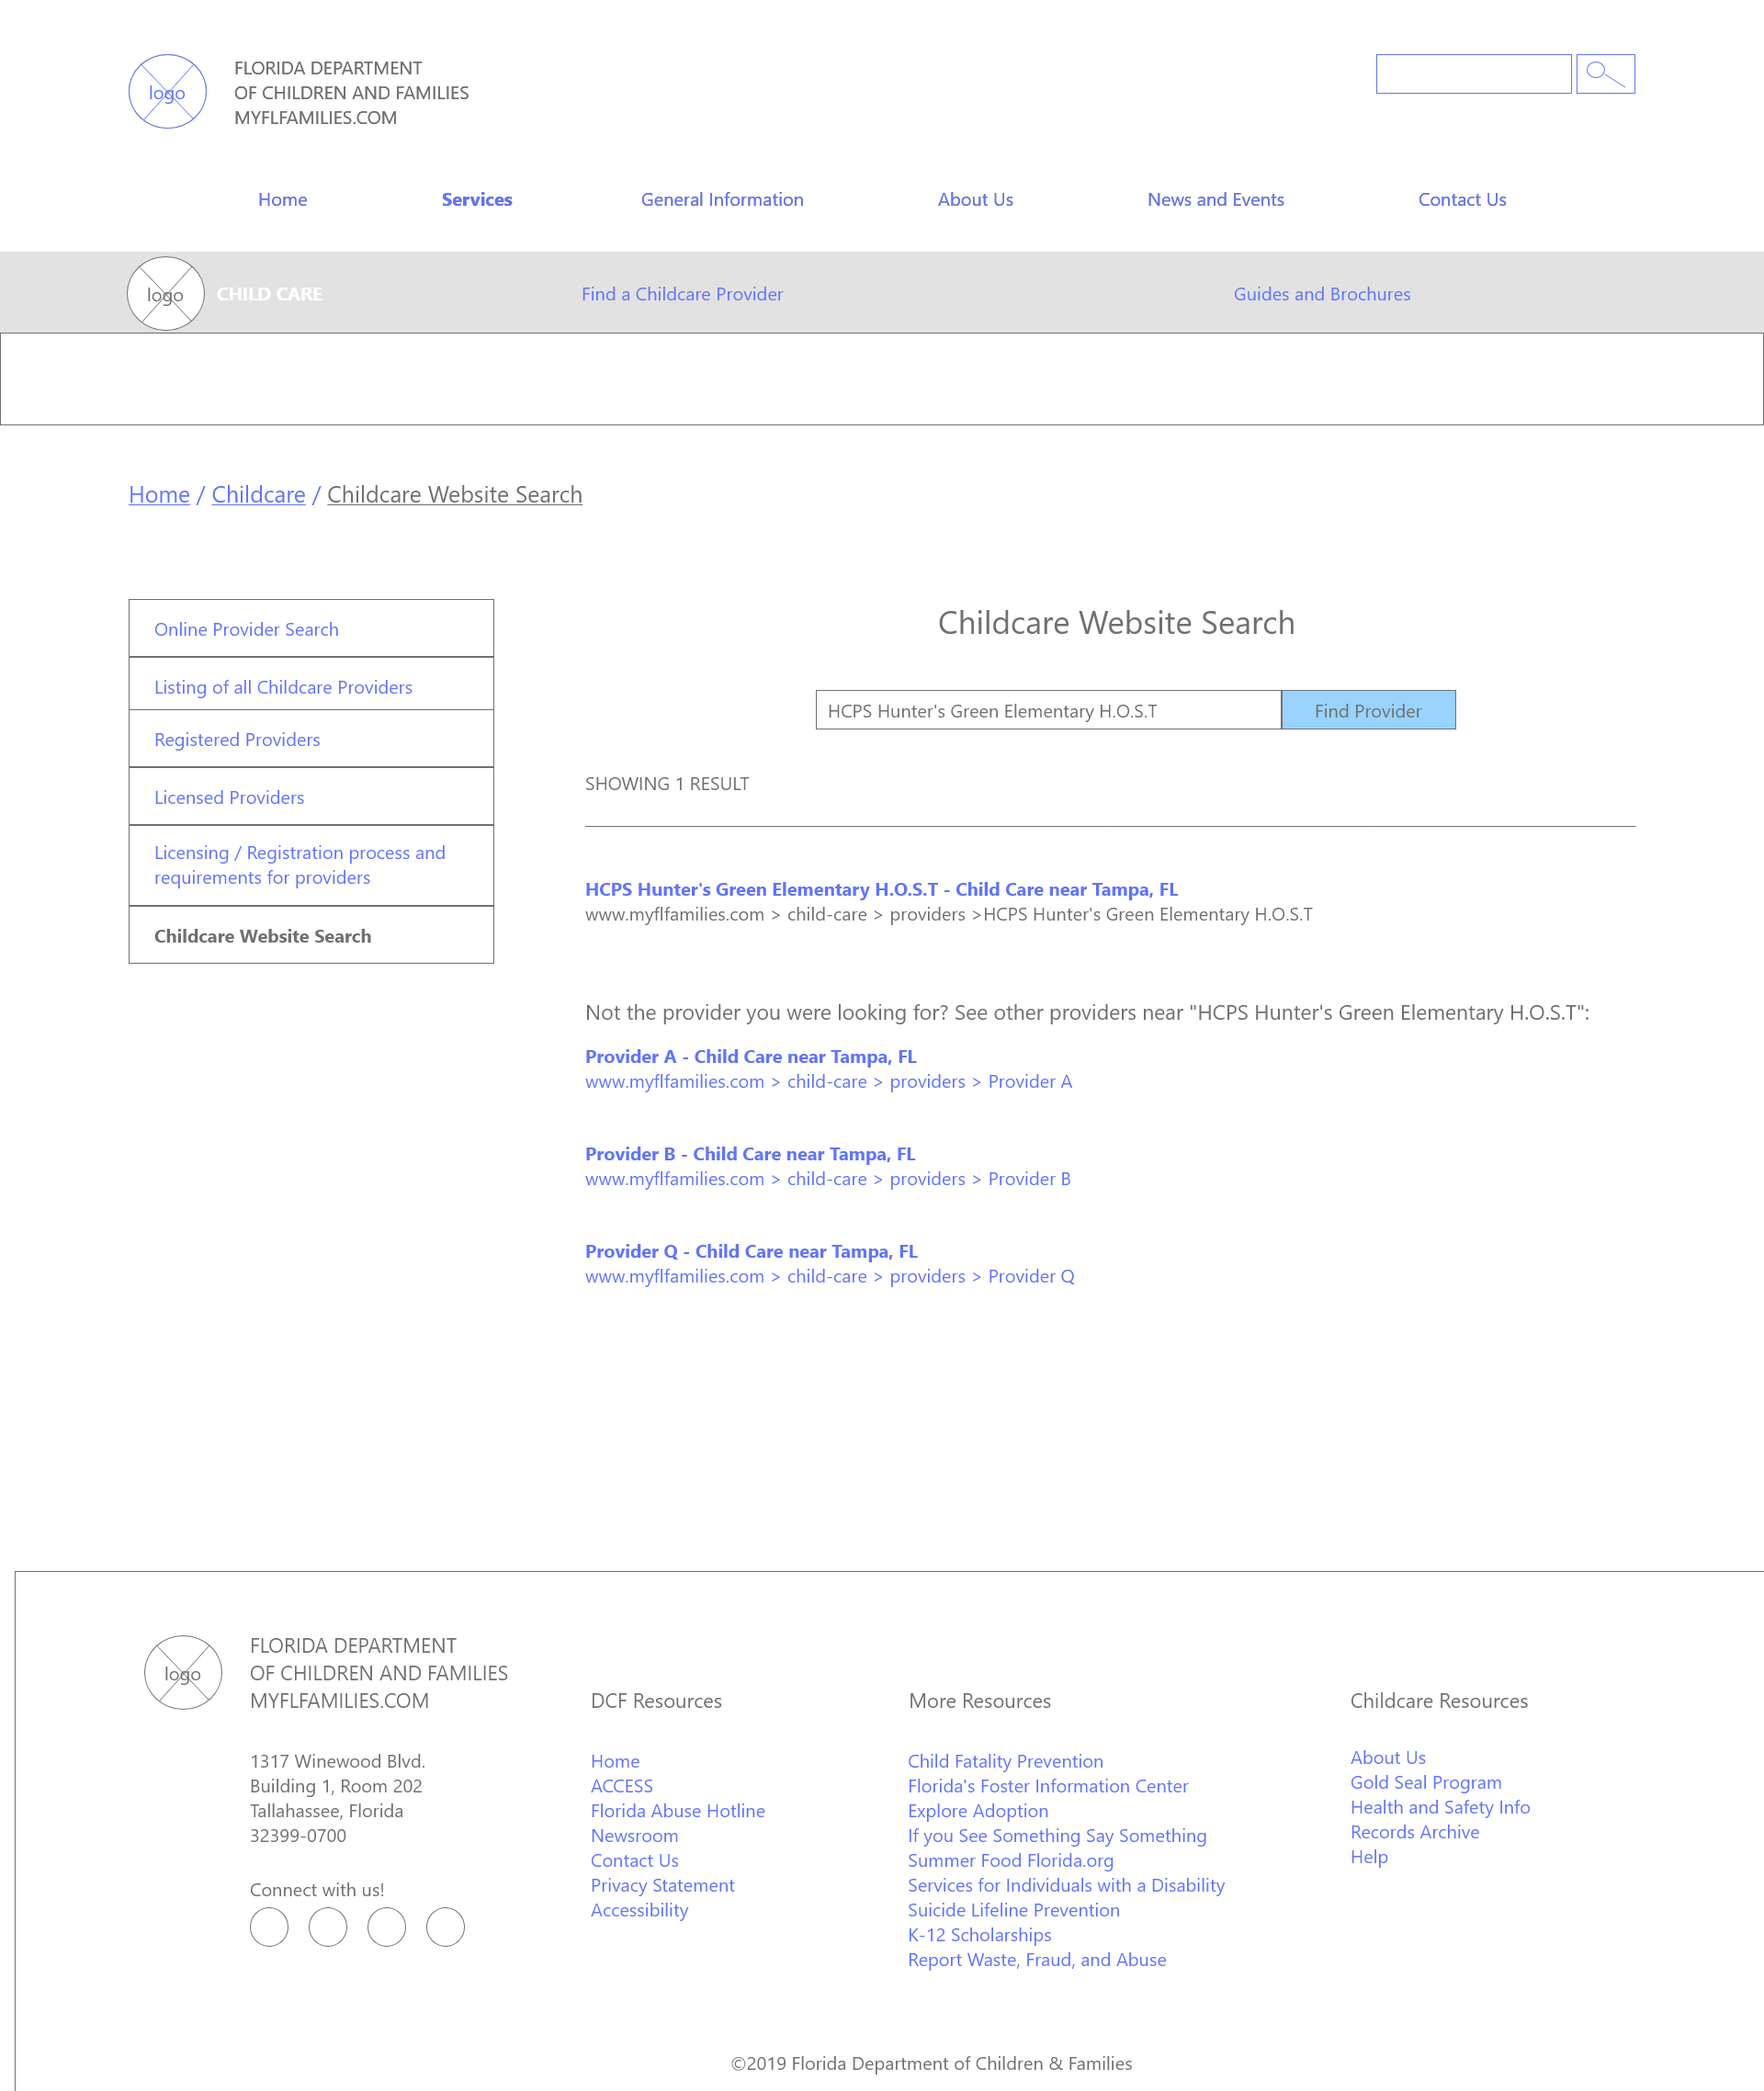 logo
FLORIDA DEPARTMENT
OF CHILDREN AND FAMILIES
MYFLFAMILIES.COM
Home Services General Information About Us News and Events Contact Us
logo CHILD CARE Find a Childcare Provider Guides and Brochures
Home / Childcare / Childcare Website Search
Online Provider Search
Listing of all Childcare Providers
Registered Providers
Licensed Providers
Licensing / Registration process and
requirements for providers
Childcare Website Search
Childcare Website Search
HCPS Hunter's Green Elementary H.O.S.T Find Provider
SHOWING 1 RESULT
HCPS Hunter's Green Elementary H.O.S.T - Child Care near Tampa, FL
www.myflfamilies.com > child-care > providers >HCPS Hunter's Green Elementary H.O.S.T
Not the provider you were looking for? See other providers near "HCPS Hunter's Green Elementary H.O.S.T":
Provider A - Child Care near Tampa, FL
www.myflfamilies.com > child-care > providers > Provider A
Provider B - Child Care near Tampa, FL
www.myflfamilies.com > child-care > providers > Provider B
Provider Q - Child Care near Tampa, FL
www.myflfamilies.com > child-care > providers > Provider Q
logo
FLORIDA DEPARTMENT
OF CHILDREN AND FAMILIES
MYFLFAMILIES.COM
1317 Winewood Blvd.
Building 1, Room 202
Tallahassee, Florida
32399-0700
Connect with us!
DCF Resources
Home
ACCESS
Florida Abuse Hotline
Newsroom
Contact Us
Privacy Statement
Accessibility
More Resources
Child Fatality Prevention
Florida's Foster Information Center
Explore Adoption
If you See Something Say Something
Summer Food Florida.org
Services for Individuals with a Disability
Suicide Lifeline Prevention
K-12 Scholarships
Report Waste, Fraud, and Abuse
Childcare Resources
About Us
Gold Seal Program
Health and Safety Info
Records Archive
Help
©2019 Florida Department of Children & Families